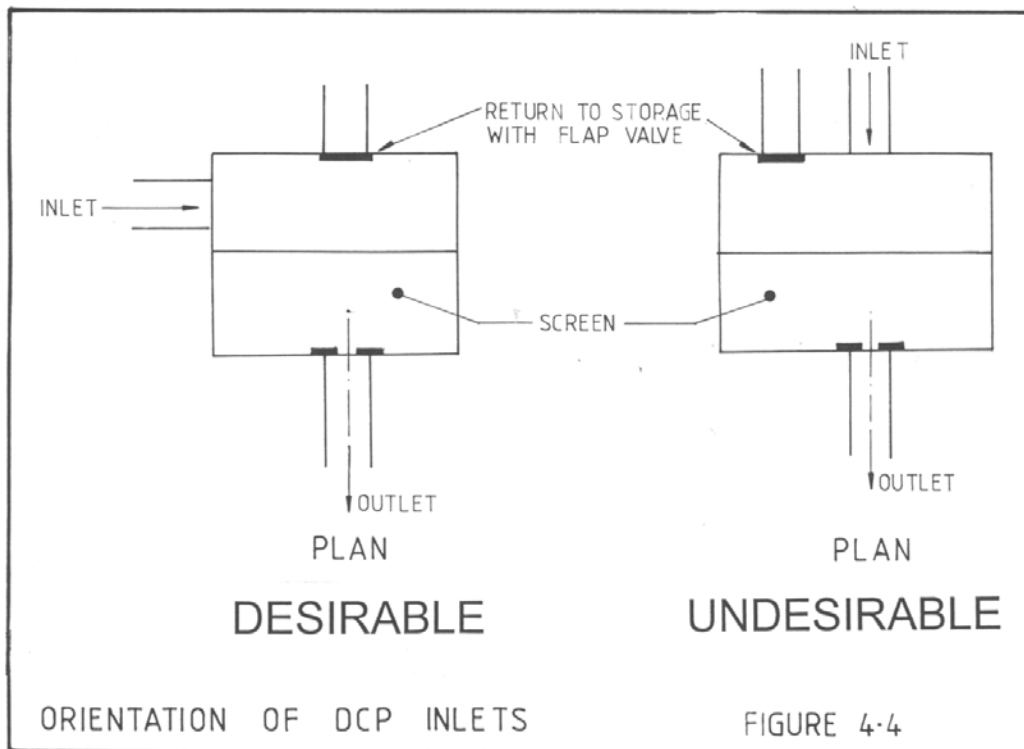 INLET
RETURN TO STORAGE
WITH FLAP VALVE
INLET
SCREEN
OUTLET
OUTLET
PLAN
PLAN
DESIRABLE
UNDESIRABLE
ORIENTATION OF DCP INLETS
FIGURE 4·4